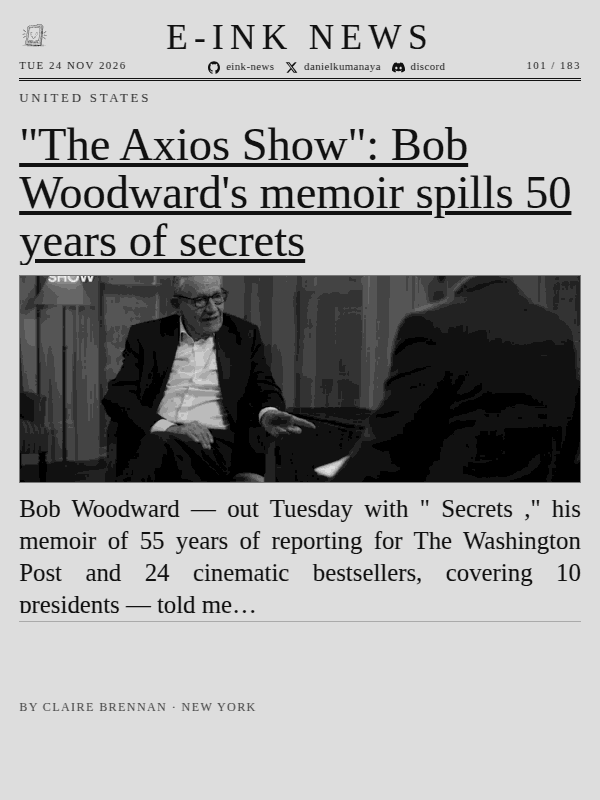 E-INK NEWS
TUE 24 NOV 2026
eink-news
danielkumanaya
discord
101 / 183
UNITED STATES
"The Axios Show": Bob
Woodward's memoir spills 50
years of secrets
SHOW
Bob Woodward — out Tuesday with " Secrets ," his
memoir of 55 years of reporting for The Washington
Post and 24 cinematic bestsellers, covering 10
presidents — told me…
BY CLAIRE BRENNAN · NEW YORK